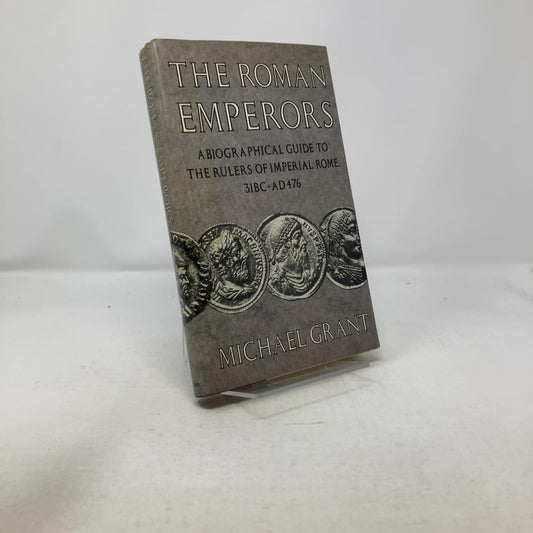 THE ROMAN
EMPERORS
A BIOGRAPHICAL GUIDE TO
THE RULERS OF IMPERIAL ROME
31BC-AD476
MICHAEL GRANT